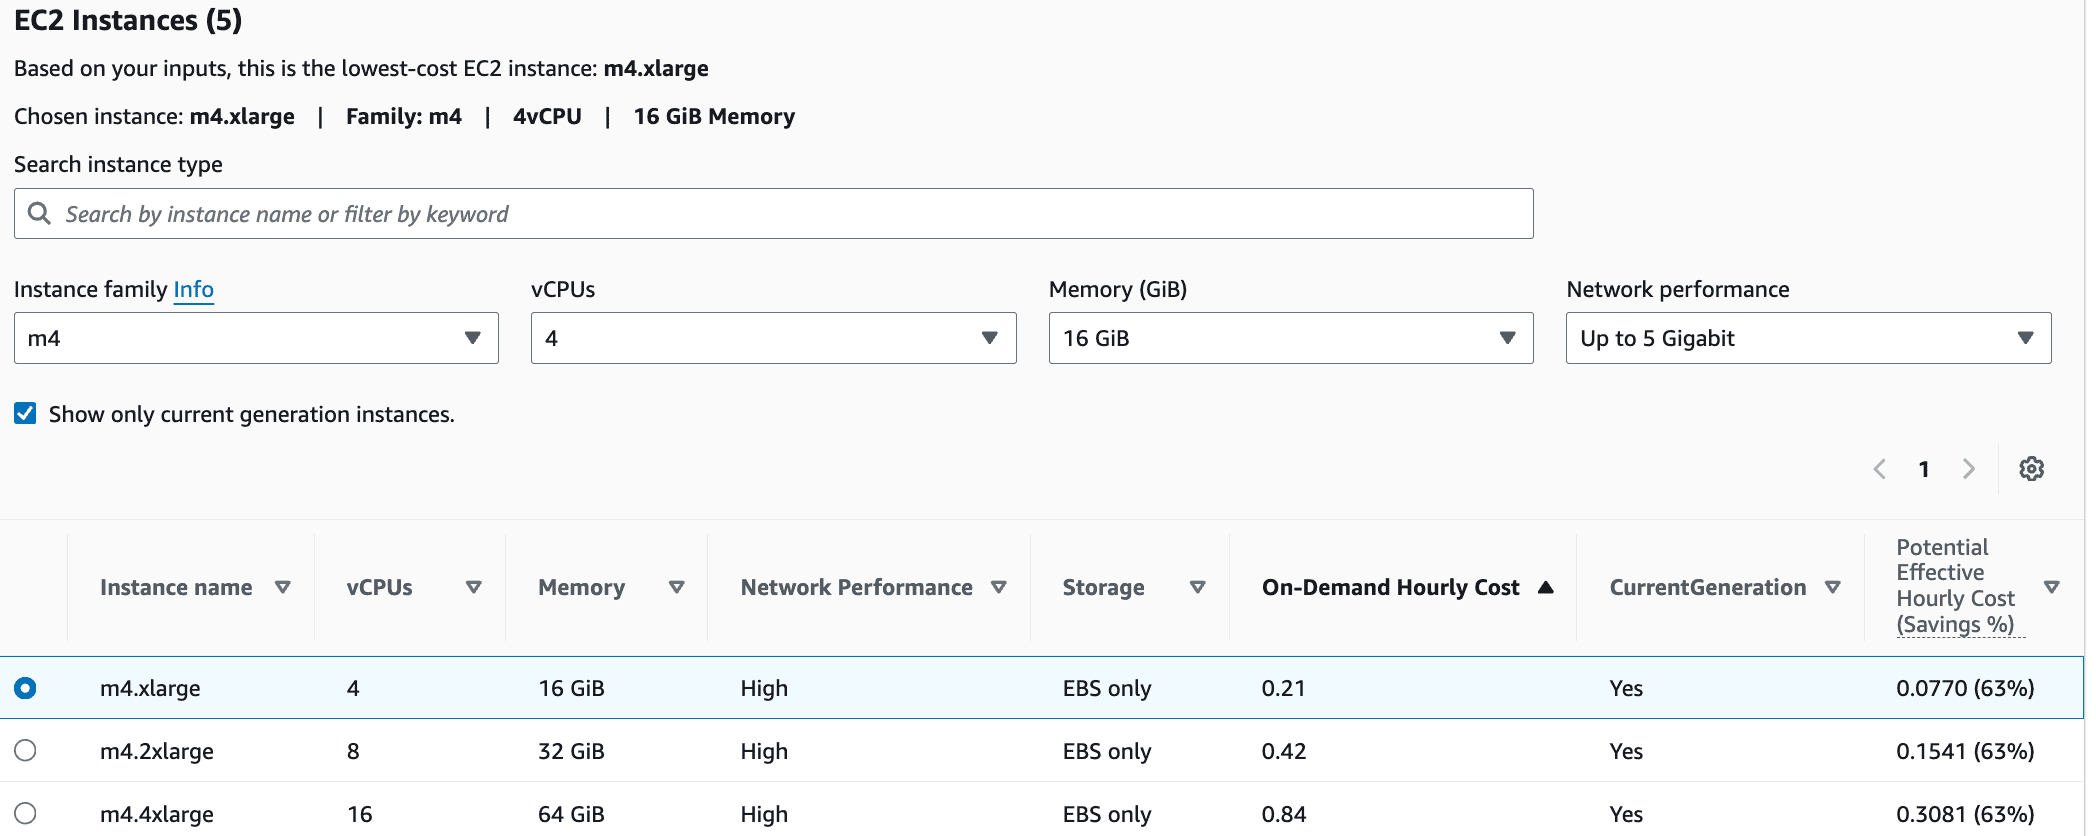 EC2 Instances (5)
Based on your inputs, this is the lowest-cost EC2 instance: m4.xlarge
Chosen instance: m4.xlarge | Family: m4 | 4vCPU | 16 GiB Memory
Search instance type
Search by instance name or filter by keyword
Instance family Info vCPUs Memory (GiB) Network performance
m4 4 16 GiB Up to 5 Gigabit
Show only current generation instances.
1
Instance name vCPUs Memory Network Performance Storage On-Demand Hourly Cost CurrentGeneration Potential
Effective
Hourly Cost
(Savings %)
m4.xlarge 4 16 GiB High EBS only 0.21 Yes 0.0770 (63%)
m4.2xlarge 8 32 GiB High EBS only 0.42 Yes 0.1541 (63%)
m4.4xlarge 16 64 GiB High EBS only 0.84 Yes 0.3081 (63%)